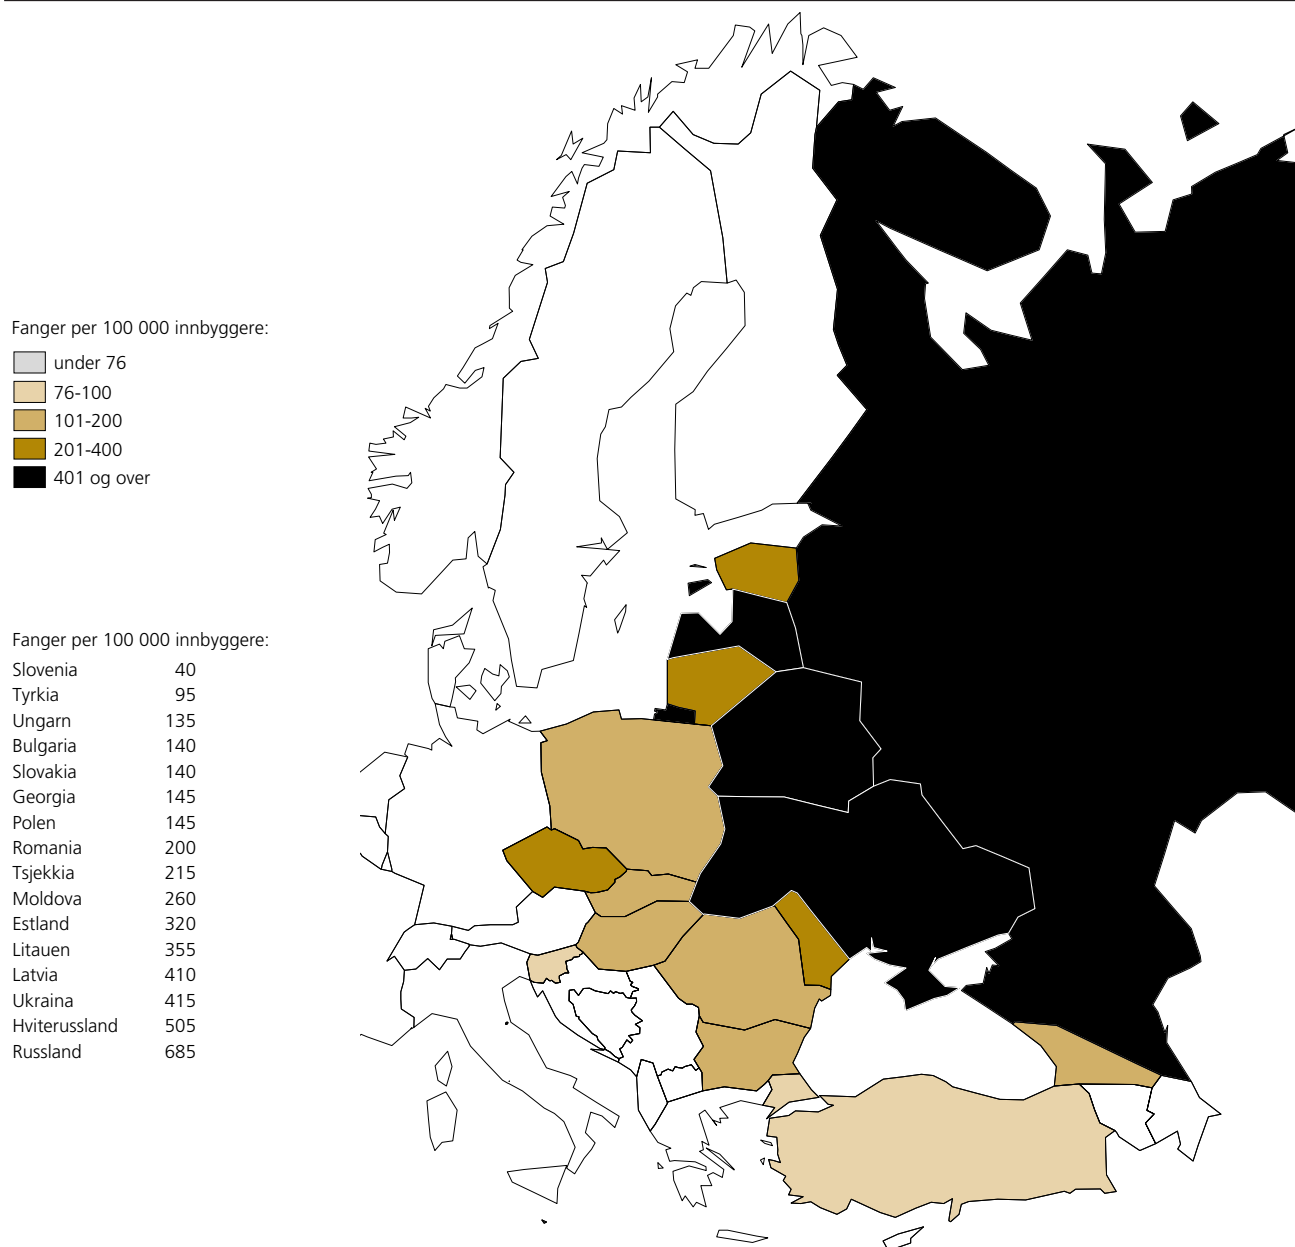 Fanger per 100 000 innbyggere:
under 76
76-100
101-200
201-400
401 og over
Fanger per 100 000 innbyggere:
Slovenia 40
Tyrkia 95
Ungarn 135
Bulgaria 140
Slovakia 140
Georgia 145
Polen 145
Romania 200
Tsjekkia 215
Moldova 260
Estland 320
Litauen 355
Latvia 410
Ukraina 415
Hviterussland 505
Russland 685